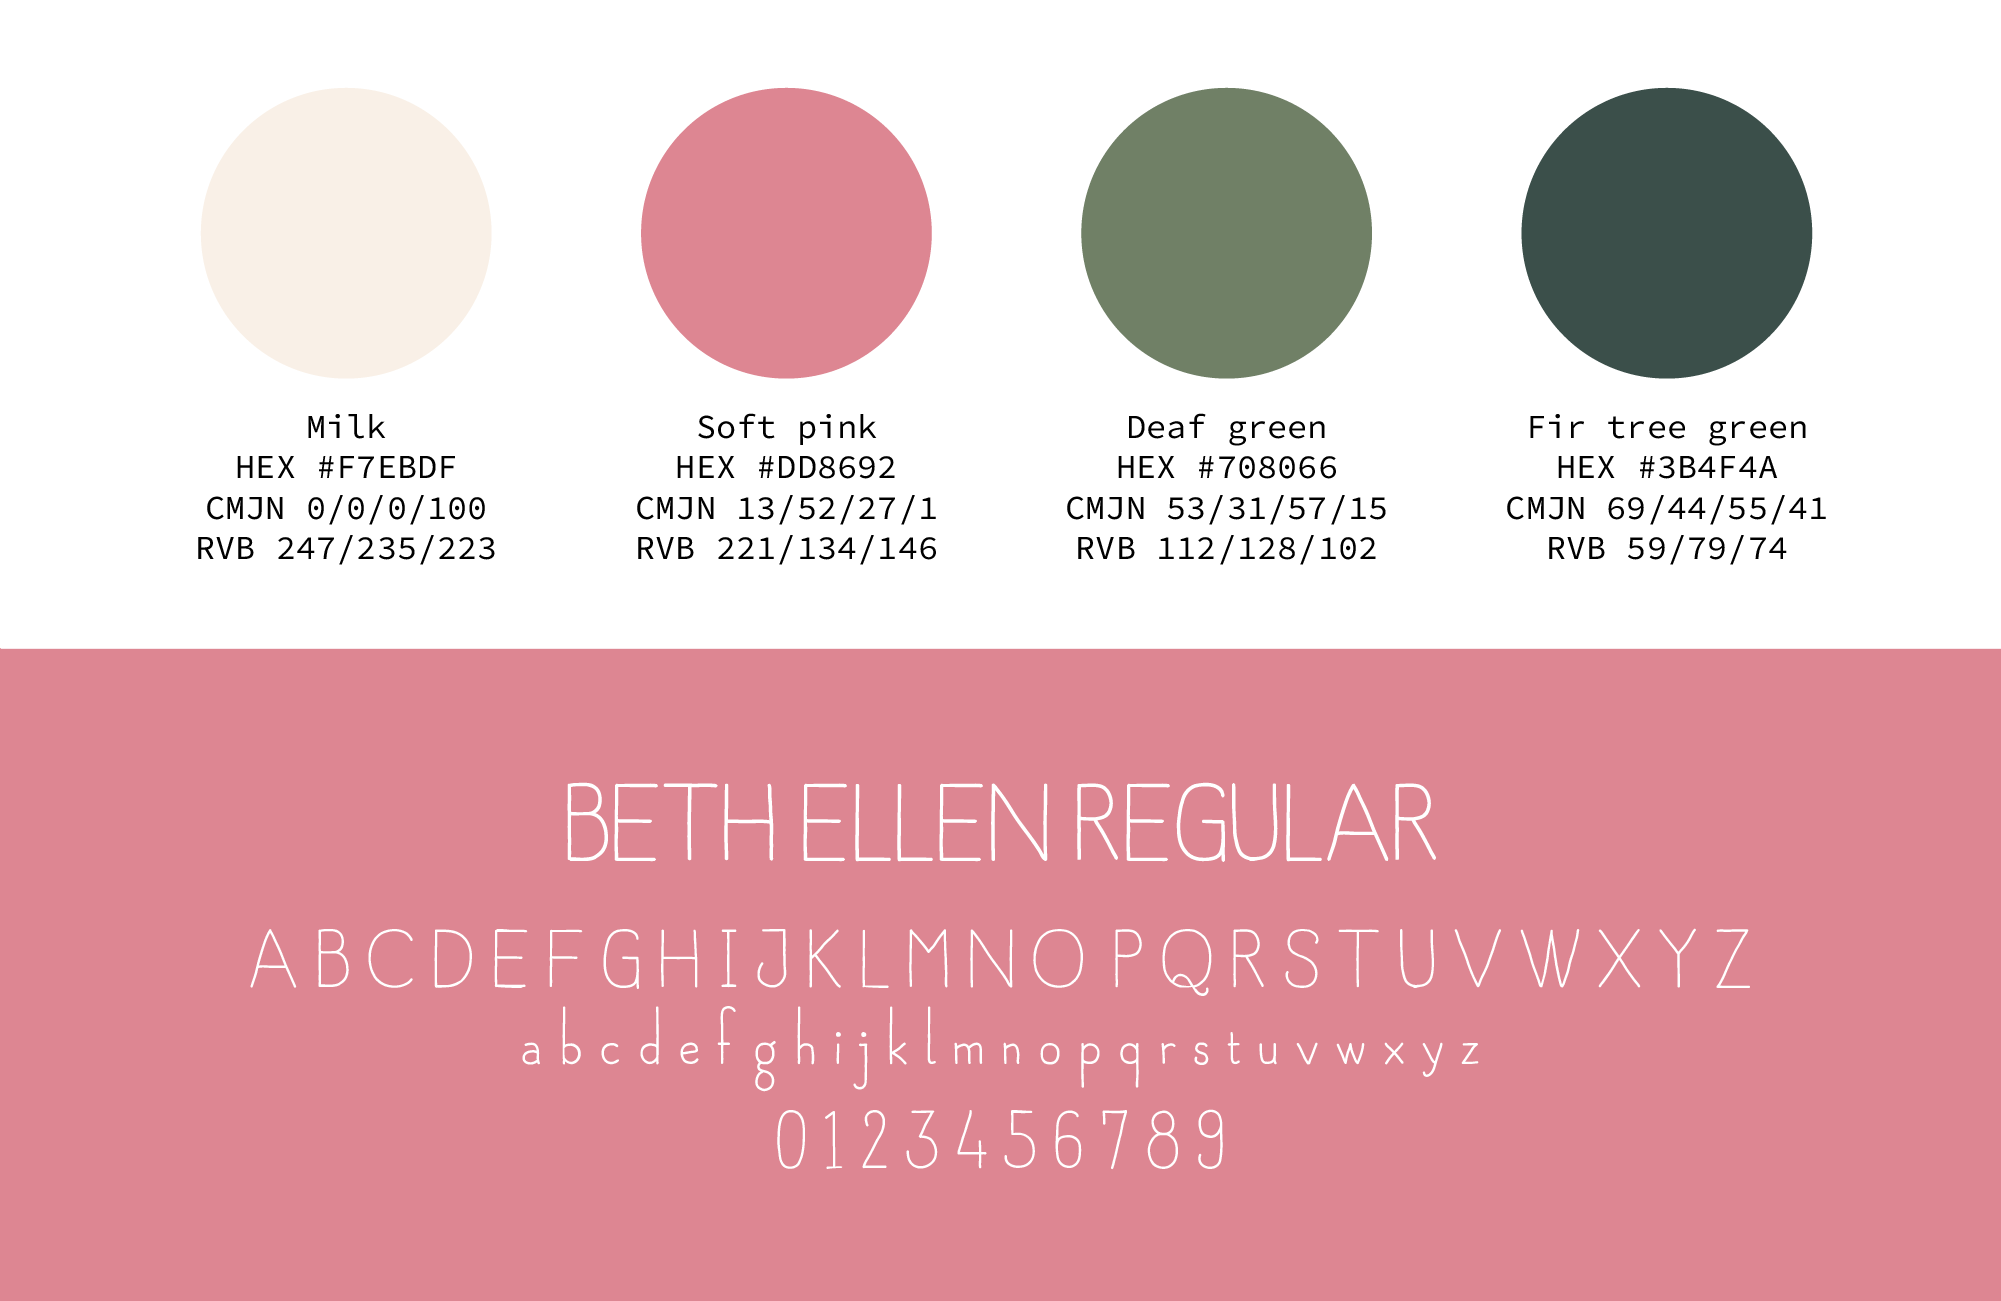 Milk
HEX #F7EBDF
CMJN 0/0/0/100
RVB 247/235/223
Soft pink
HEX #DD8692
CMJN 13/52/27/1
RVB 221/134/146
Deaf green
HEX #708066
CMJN 53/31/57/15
RVB 112/128/102
Fir tree green
HEX #3B4F4A
CMJN 69/44/55/41
RVB 59/79/74
BETH ELLEN REGULAR
A B C D E F G H I J K L M N O P Q R S T U V W X Y Z
a b c d e f g h i j k l m n o p q r s t u v w x y z
0 1 2 3 4 5 6 7 8 9